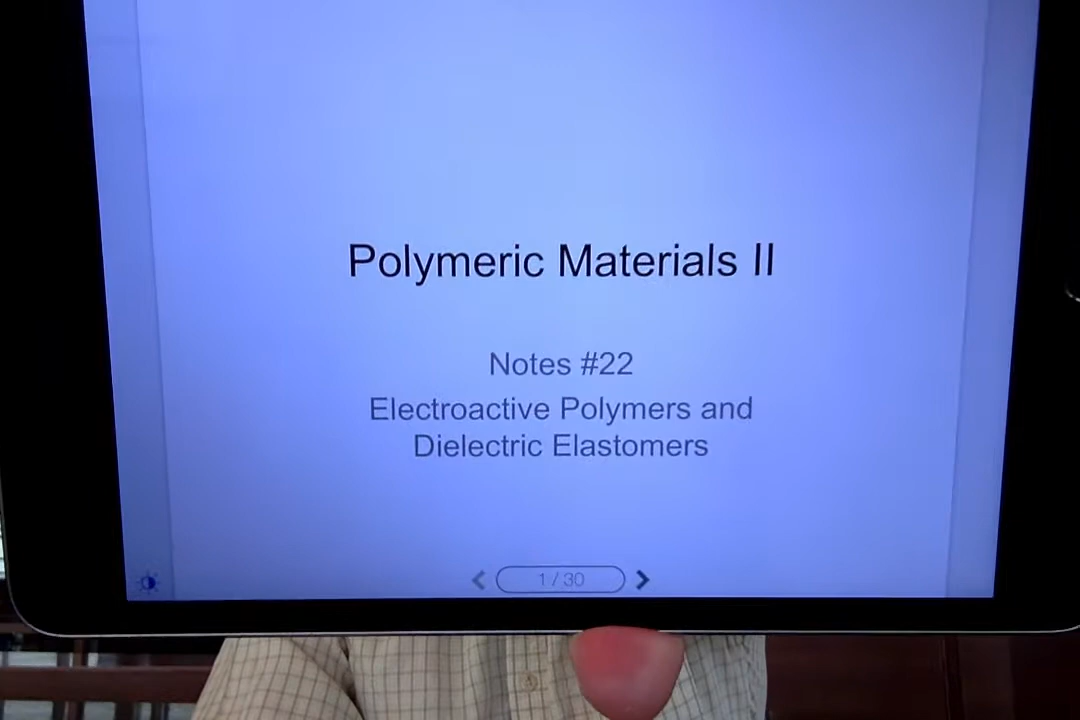 Polymeric Materials II
Notes #22
Electroactive Polymers and
Dielectric Elastomers
1 / 30